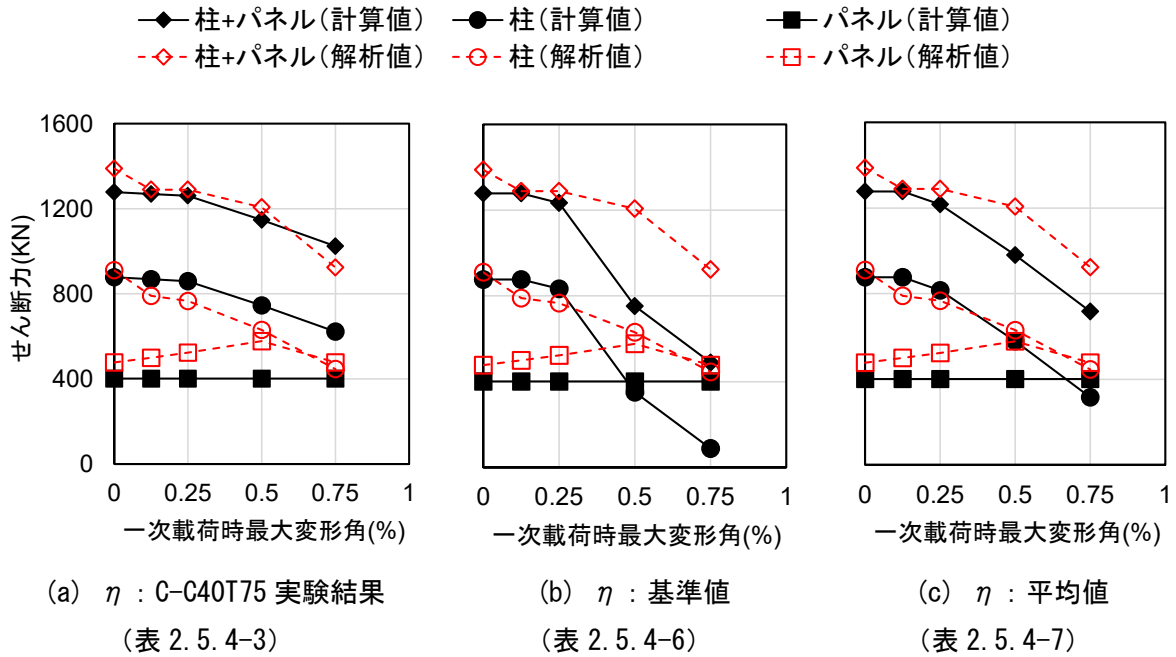 柱+パネル(計算値) 柱(計算値) パネル(計算値)
柱+パネル(解析値) 柱(解析値) パネル(解析値)
せん断力(KN)
1600
1200
800
400
0
0 0.25 0.5 0.75 1
一次載荷時最大変形角(%)
(a) η：C-C40T75 実験結果
(表 2.5.4-3)
0 0.25 0.5 0.75 1
一次載荷時最大変形角(%)
(b) η：基準値
(表 2.5.4-6)
0 0.25 0.5 0.75 1
一次載荷時最大変形角(%)
(c) η：平均値
(表 2.5.4-7)